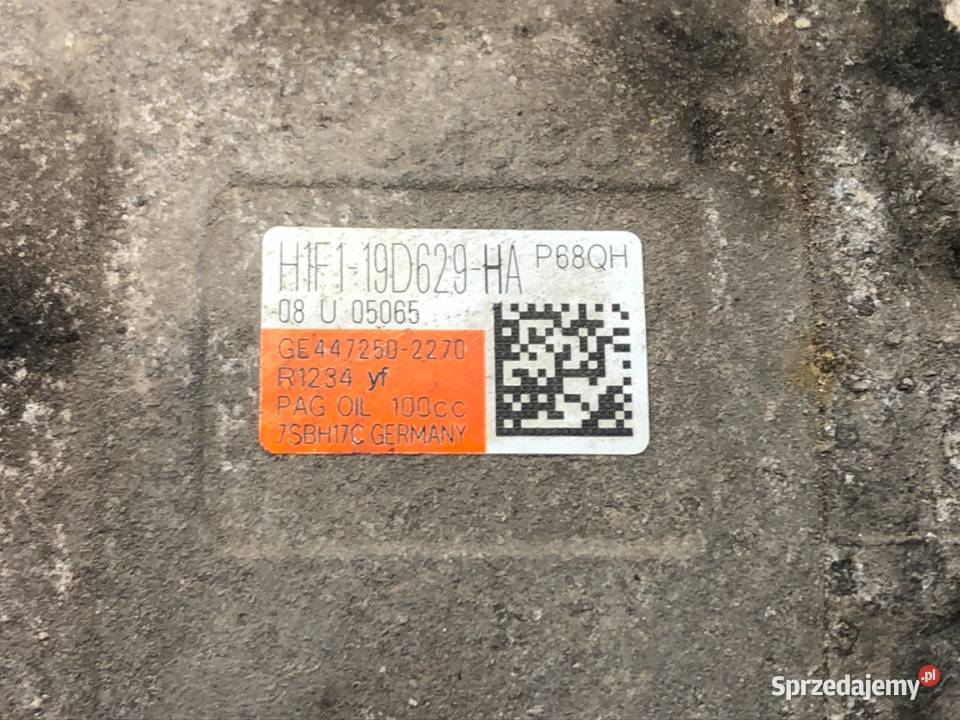 H1F1-19D629-HA P68QH
08 U 05065
GE447250-2270
R1234 yf
PAG OIL 100cc
7SBH17C GERMANY
Sprzedajemy.pl